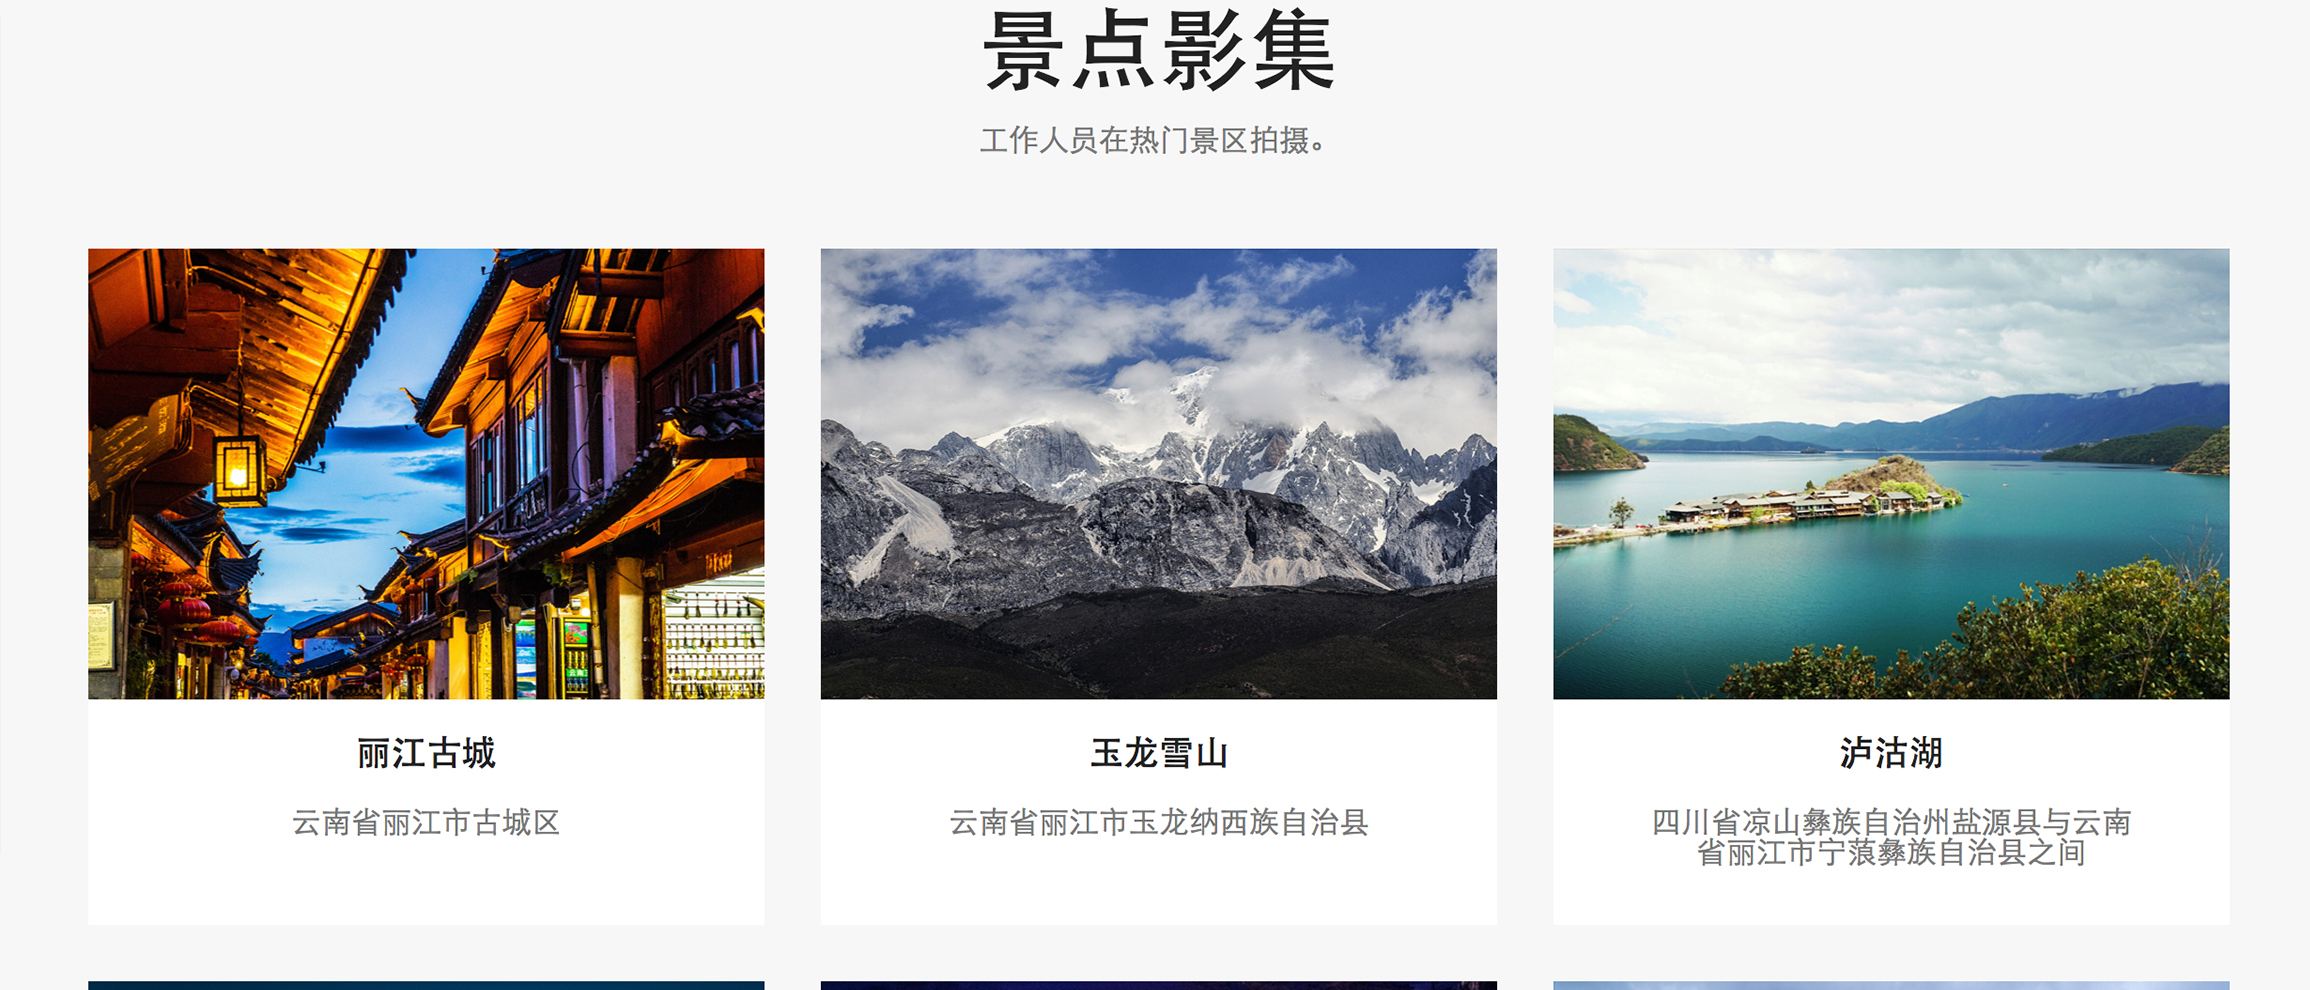 景点影集
工作人员在热门景区拍摄。
丽江古城
云南省丽江市古城区
玉龙雪山
云南省丽江市玉龙纳西族自治县
泸沽湖
四川省凉山彝族自治州盐源县与云南
省丽江市宁蒗彝族自治县之间